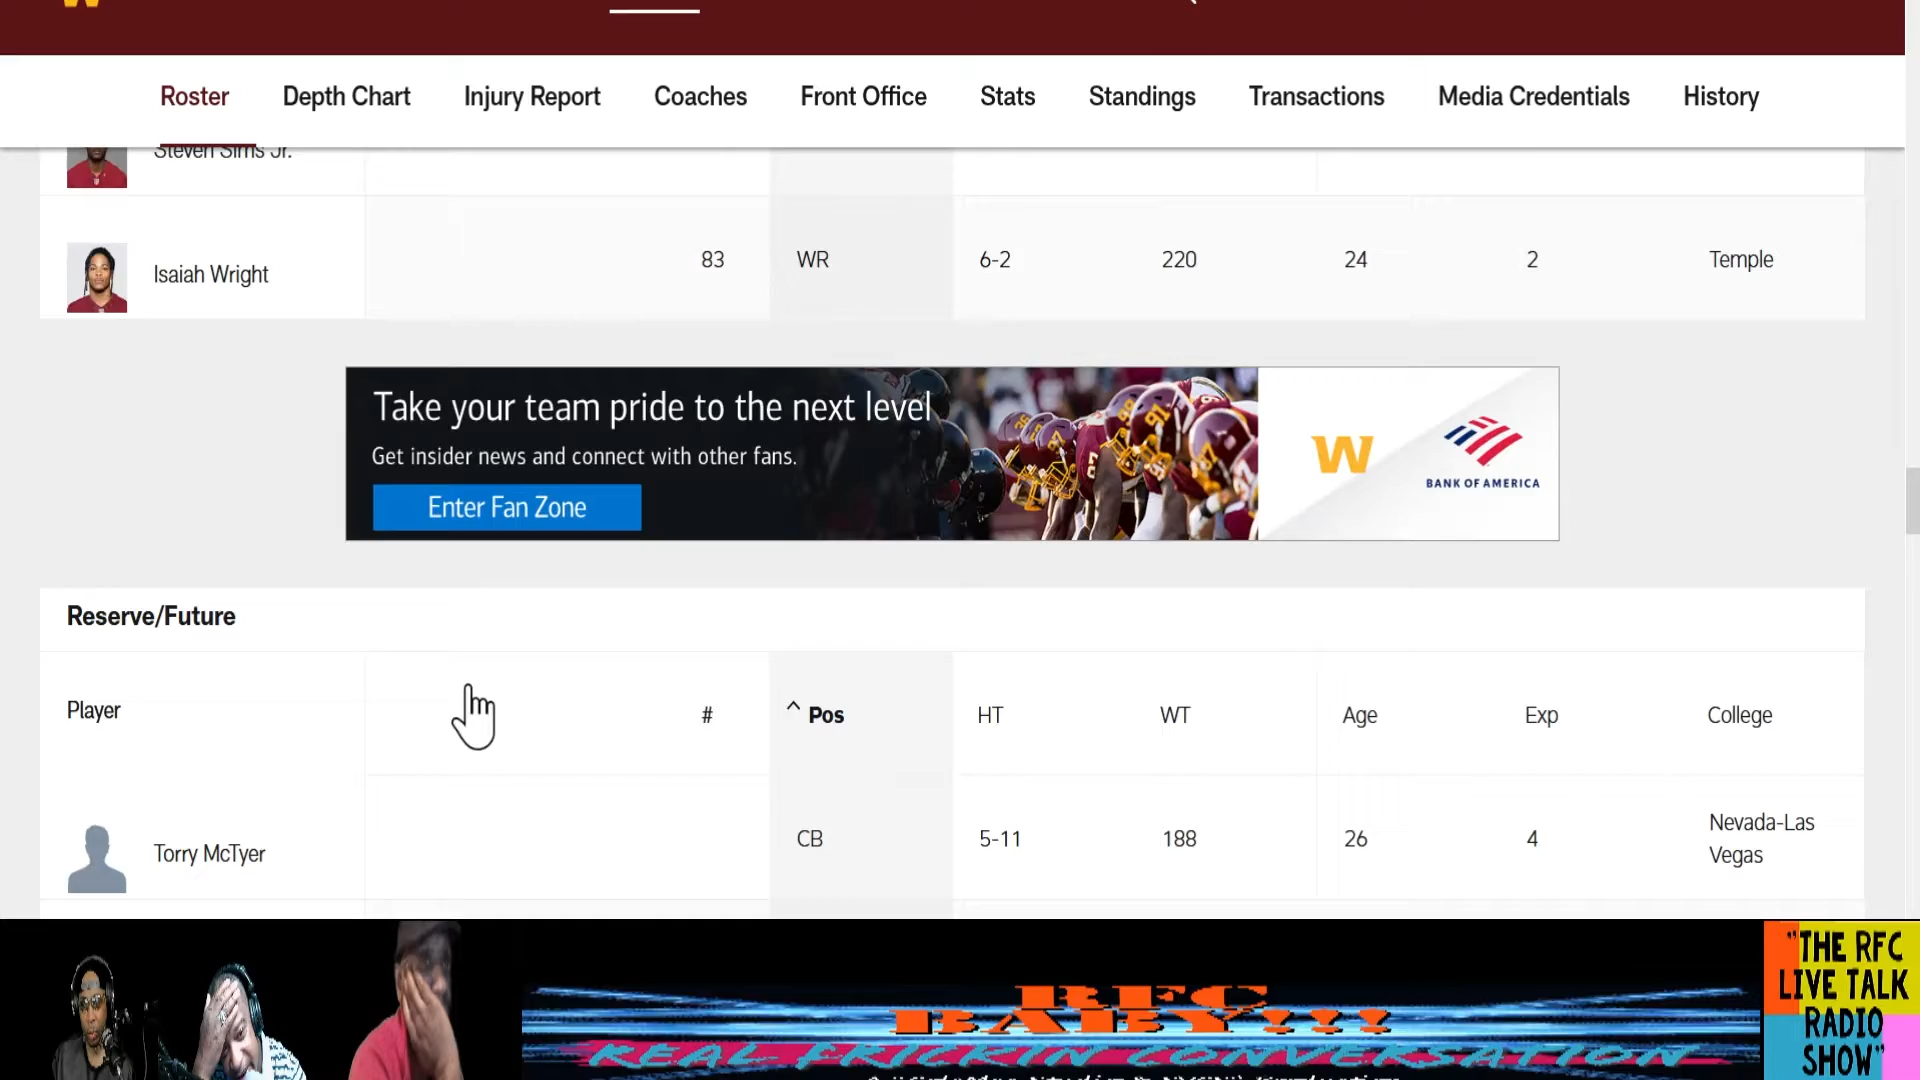 W
Roster Depth Chart Injury Report Coaches Front Office Stats Standings Transactions Media Credentials History
Steven Sims Jr.
Isaiah Wright 83 WR 6-2 220 24 2 Temple
Take your team pride to the next level
Get insider news and connect with other fans.
Enter Fan Zone
W
BANK OF AMERICA
Reserve/Future
Player # ^ Pos HT WT Age Exp College
Torry McTyer CB 5-11 188 26 4 Nevada-Las
Vegas
RFC
BABY!!!
REAL FRICKIN CONVERSATION
"THE RFC
LIVE TALK
RADIO
SHOW"